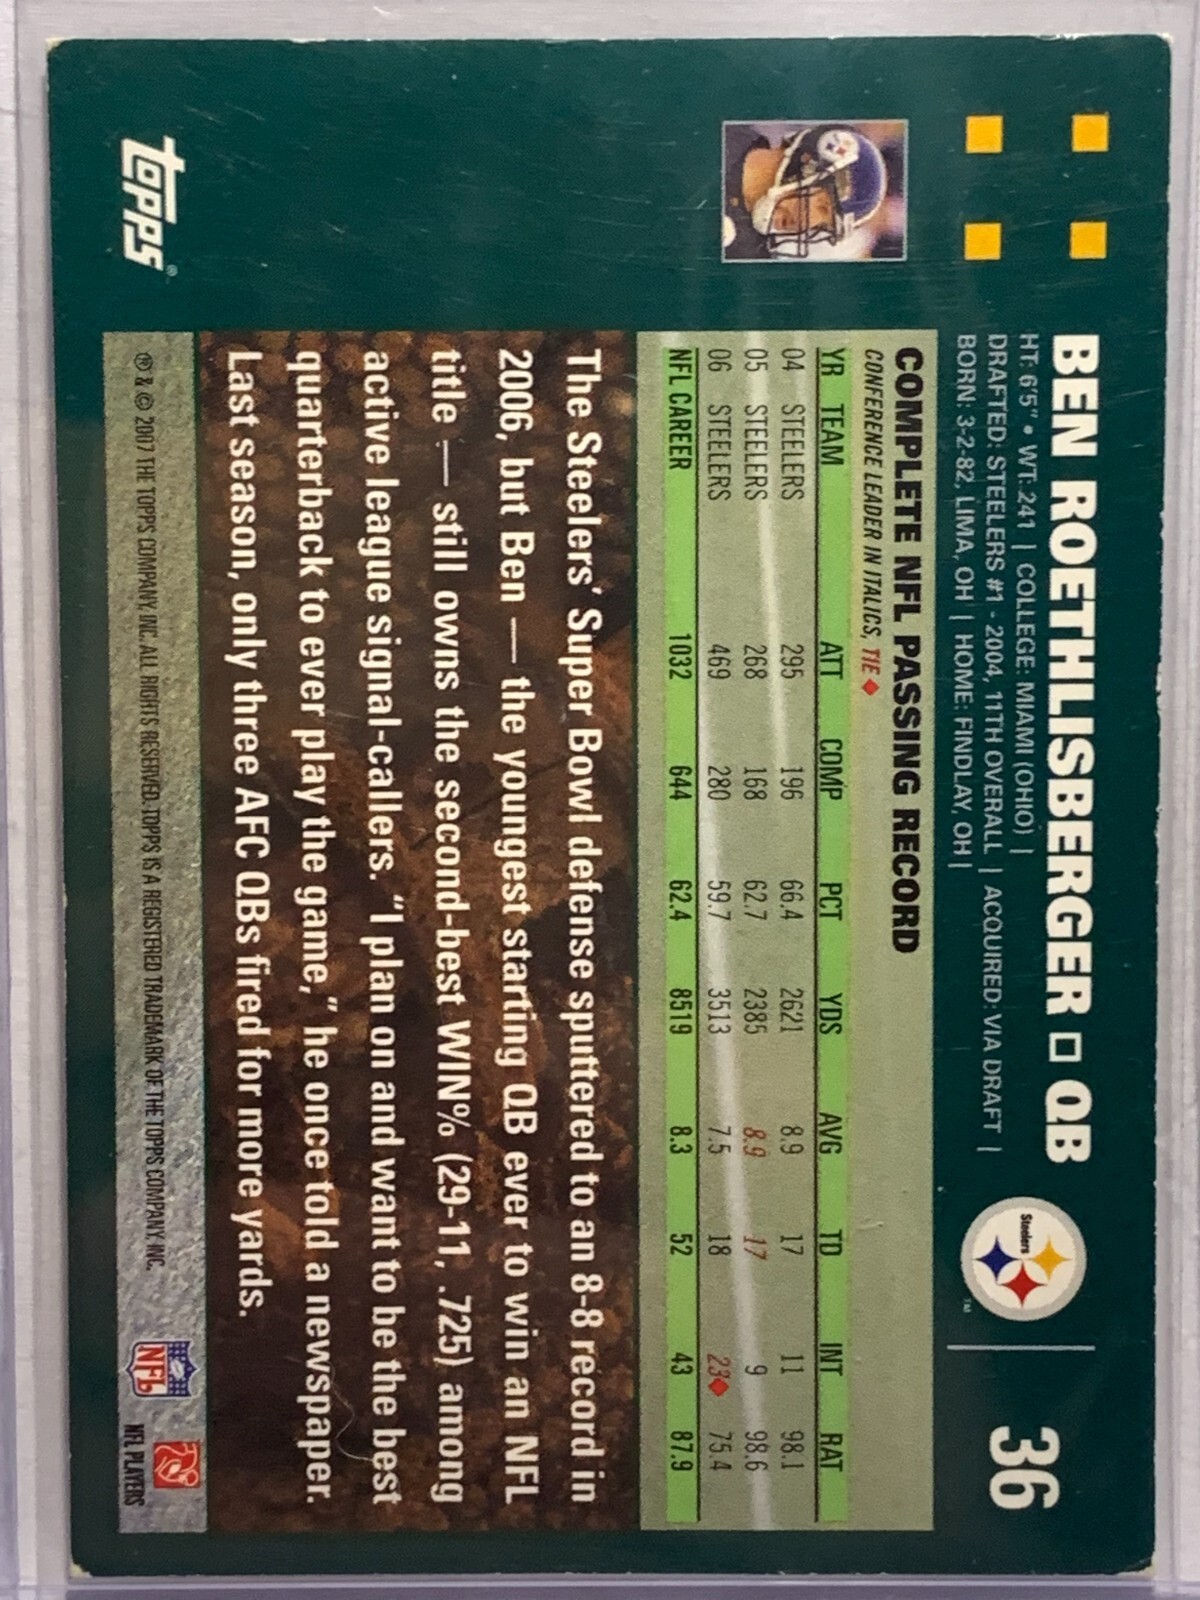 BEN ROETHLISBERGER □ QB
36
HT: 6'5" • WT: 241 | COLLEGE: MIAMI (OHIO) |
DRAFTED: STEELERS #1 - 2004, 11TH OVERALL | ACQUIRED: VIA DRAFT |
BORN: 3-2-82, LIMA, OH | HOME: FINDLAY, OH |
Steelers
TM
COMPLETE NFL PASSING RECORD
CONFERENCE LEADER IN ITALICS, TIE ♦
YR TEAM ATT COMP PCT YDS AVG TD INT RAT
04 STEELERS 295 196 66.4 2621 8.9 17 11 98.1
05 STEELERS 268 168 62.7 2385 8.9 17 9 98.6
06 STEELERS 469 280 59.7 3513 7.5 18 23♦ 75.4
NFL CAREER 1032 644 62.4 8519 8.3 52 43 87.9
The Steelers' Super Bowl defense sputtered to an 8-8 record in
2006, but Ben — the youngest starting QB ever to win an NFL
title — still owns the second-best WIN% (29-11, .725) among
active league signal-callers. "I plan on and want to be the best
quarterback to ever play the game," he once told a newspaper.
Last season, only three AFC QBs fired for more yards.
topps®
® & © 2007 THE TOPPS COMPANY, INC. ALL RIGHTS RESERVED. TOPPS IS A REGISTERED TRADEMARK OF THE TOPPS COMPANY, INC.
NFL
NFL PLAYERS